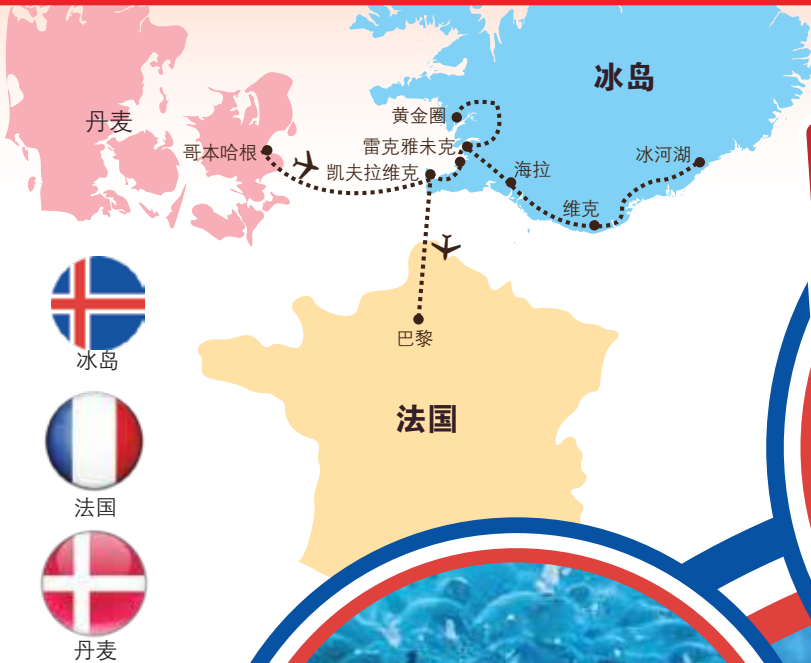 冰岛
丹麦
黄金圈
哥本哈根
雷克雅未克
凯夫拉维克
海拉
冰河湖
维克
巴黎
法国
冰岛
法国
丹麦